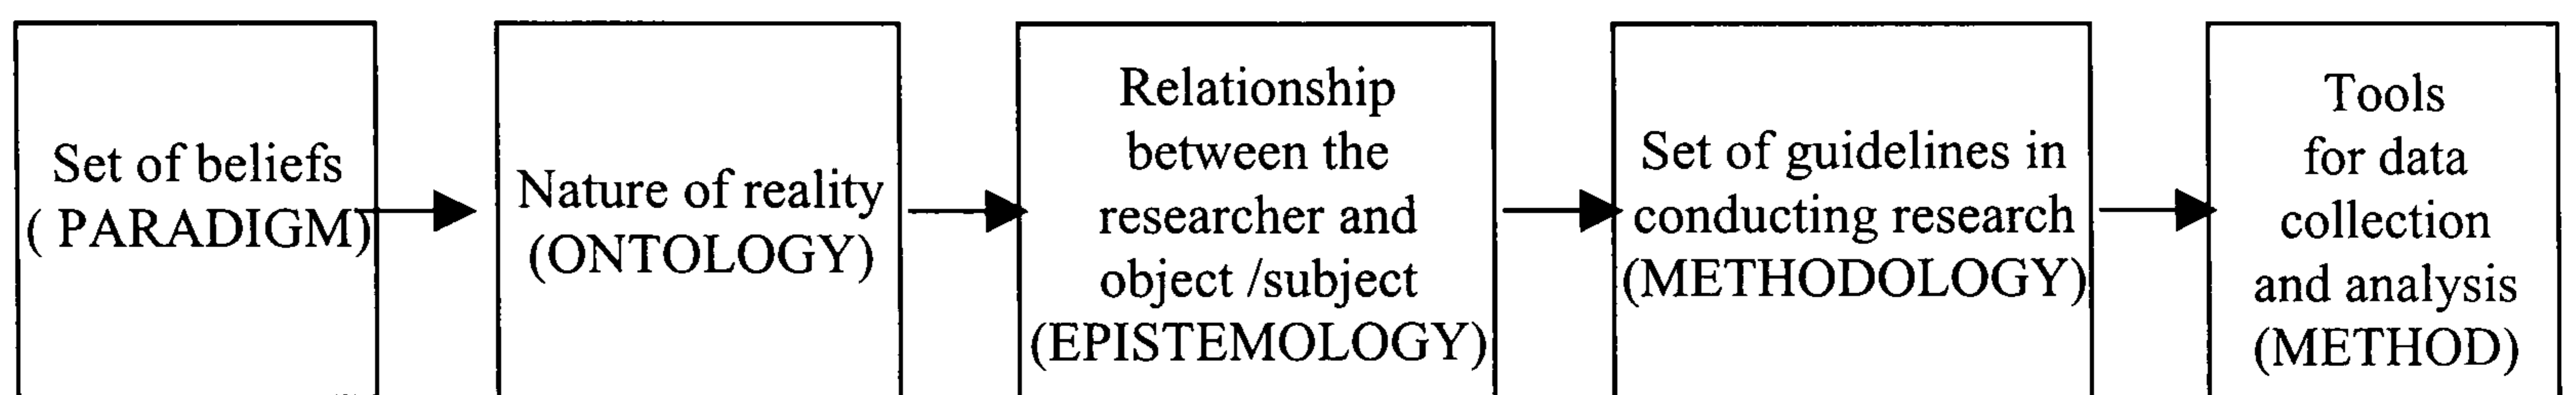 Set of beliefs
( PARADIGM)
Nature of reality
(ONTOLOGY)
Relationship
between the
researcher and
object /subject
(EPISTEMOLOGY)
Set of guidelines in
conducting research
(METHODOLOGY)
Tools
for data
collection
and analysis
(METHOD)